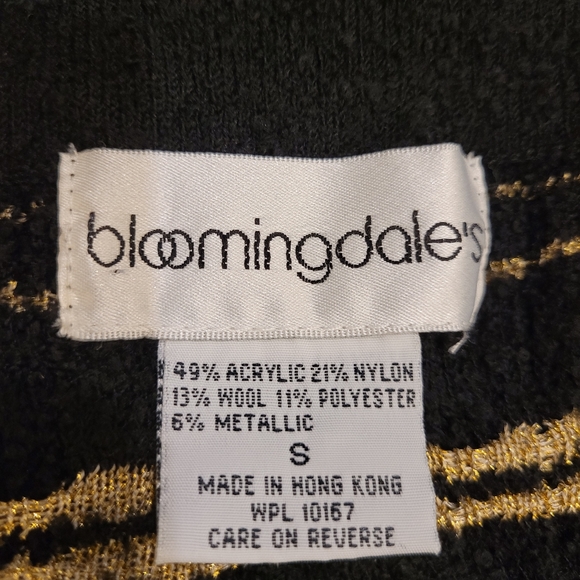 bloomingdale's
49% ACRYLIC 21% NYLON
13% WOOL 11% POLYESTER
6% METALLIC
S
MADE IN HONG KONG
WPL 10167
CARE ON REVERSE